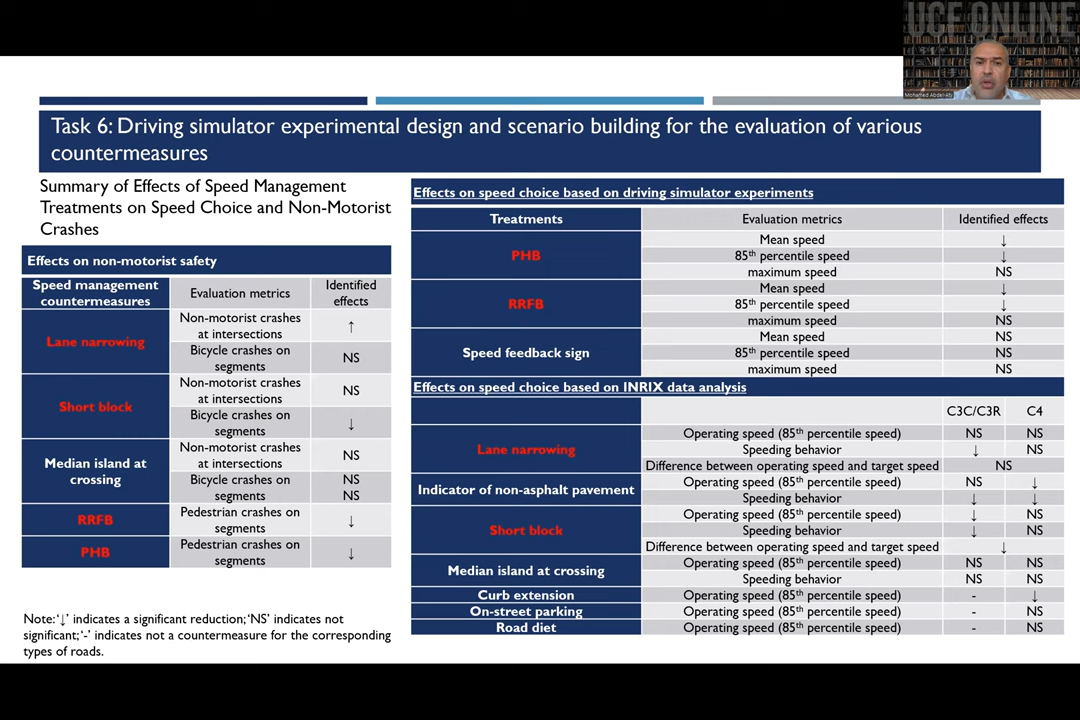 UCF ONLINE
Mohamed Abdel-Aty
Task 6: Driving simulator experimental design and scenario building for the evaluation of various
countermeasures
Summary of Effects of Speed Management
Treatments on Speed Choice and Non-Motorist
Crashes
Effects on non-motorist safety
Speed management countermeasures Evaluation metrics Identified effects
Lane narrowing Non-motorist crashes at intersections ↑
Bicycle crashes on segments NS
Short block Non-motorist crashes at intersections NS
Bicycle crashes on segments ↓
Median island at crossing Non-motorist crashes at intersections NS
Bicycle crashes on NS
segments NS
RRFB Pedestrian crashes on segments ↓
PHB Pedestrian crashes on segments ↓
Note: '↓' indicates a significant reduction; 'NS' indicates not
significant; '-' indicates not a countermeasure for the corresponding
types of roads.
Effects on speed choice based on driving simulator experiments
Treatments Evaluation metrics Identified effects
PHB Mean speed ↓
85th percentile speed ↓
maximum speed NS
RRFB Mean speed ↓
85th percentile speed ↓
maximum speed NS
Speed feedback sign Mean speed NS
85th percentile speed NS
maximum speed NS
Effects on speed choice based on INRIX data analysis
C3C/C3R C4
Lane narrowing Operating speed (85th percentile speed) NS NS
Speeding behavior ↓ NS
Difference between operating speed and target speed NS
Indicator of non-asphalt pavement Operating speed (85th percentile speed) NS ↓
Speeding behavior ↓ ↓
Short block Operating speed (85th percentile speed) ↓ NS
Speeding behavior ↓ NS
Difference between operating speed and target speed ↓
Median island at crossing Operating speed (85th percentile speed) NS NS
Speeding behavior NS NS
Curb extension Operating speed (85th percentile speed) - ↓
On-street parking Operating speed (85th percentile speed) - NS
Road diet Operating speed (85th percentile speed) - NS